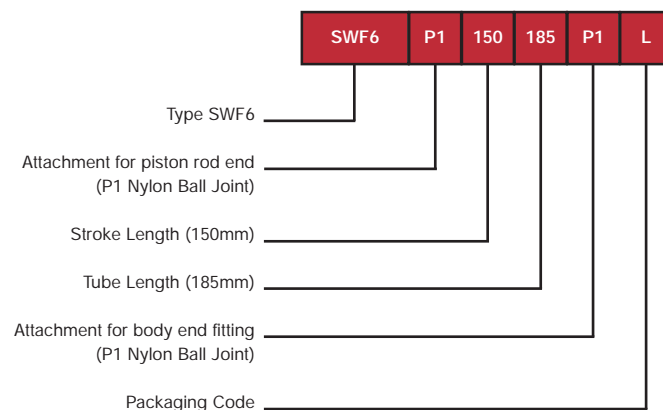 SWF6 P1 150 185 P1 L
Type SWF6
Attachment for piston rod end
(P1 Nylon Ball Joint)
Stroke Length (150mm)
Tube Length (185mm)
Attachment for body end fitting
(P1 Nylon Ball Joint)
Packaging Code